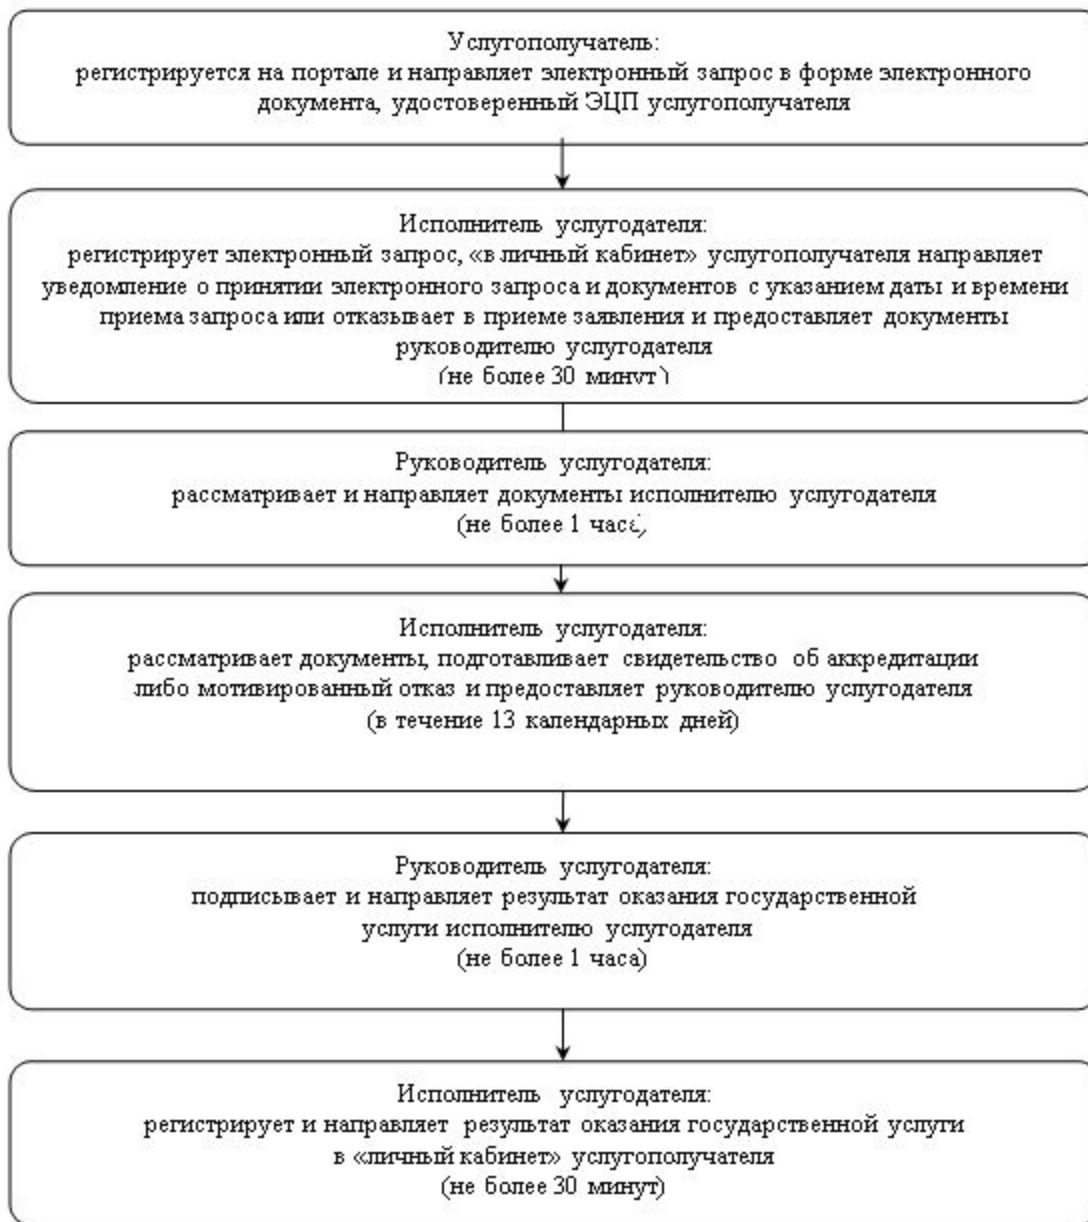 Услугополучатель:
регистрируется на портале и направляет электронный запрос в форме электронного
документа, удостоверенный ЭЦП услугополучателя
Исполнитель услугодателя:
регистрирует электронный запрос, «в личный кабинет» услугополучателя направляет
уведомление о принятии электронного запроса и документов с указанием даты и времени
приема запроса или отказывает в приеме заявления и предоставляет документы
руководителю услугодателя
(не более 30 минут)
Руководитель услугодателя:
рассматривает и направляет документы исполнителю услугодателя
(не более 1 часа)
Исполнитель услугодателя:
рассматривает документы, подготавливает свидетельство об аккредитации
либо мотивированный отказ и предоставляет руководителю услугодателя
(в течение 13 календарных дней)
Руководитель услугодателя:
подписывает и направляет результат оказания государственной
услуги исполнителю услугодателя
(не более 1 часа)
Исполнитель услугодателя:
регистрирует и направляет результат оказания государственной услуги
в «личный кабинет» услугополучателя
(не более 30 минут)